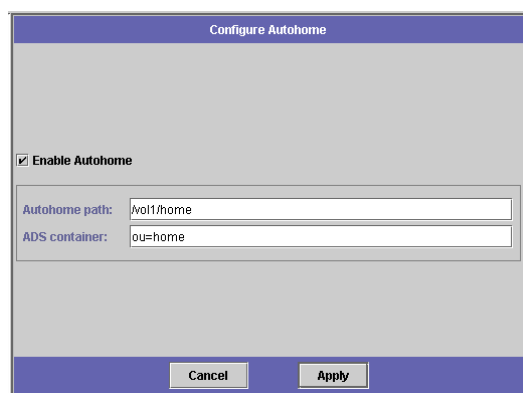 Configure Autohome
Enable Autohome
Autohome path: /vol1/home
ADS container: ou=home
Cancel Apply